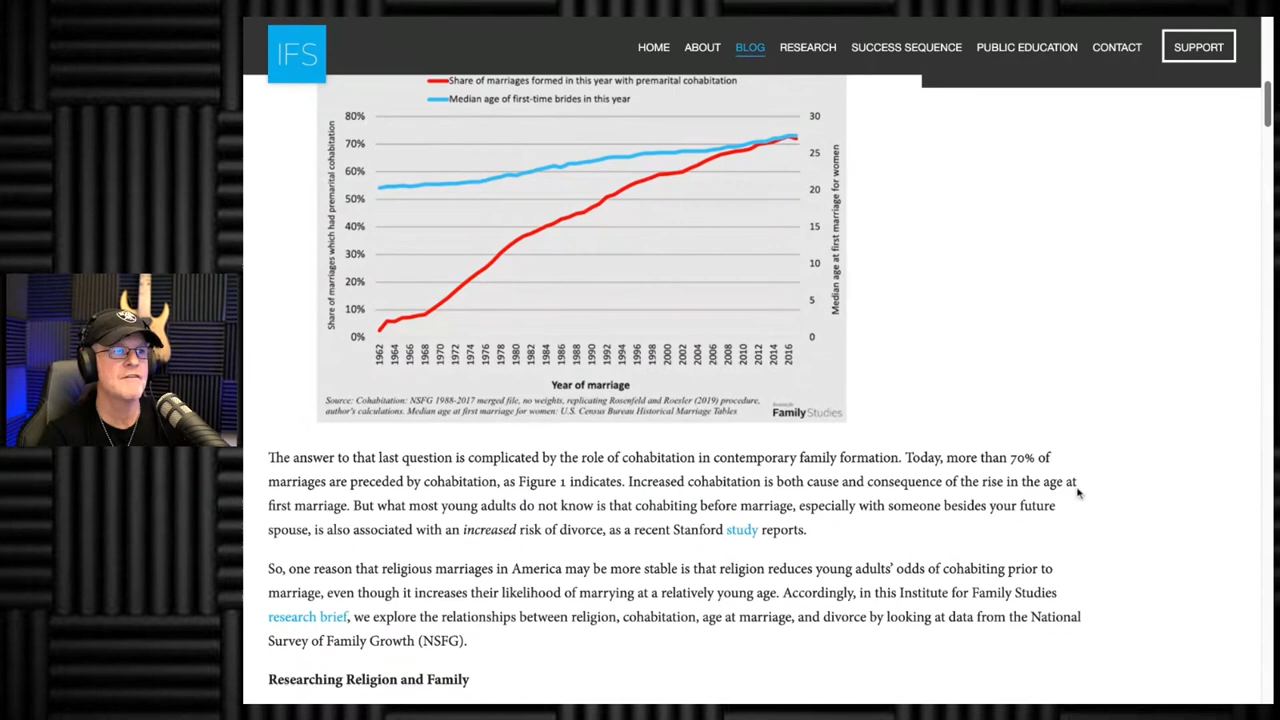 IFS
HOME ABOUT BLOG RESEARCH SUCCESS SEQUENCE PUBLIC EDUCATION CONTACT SUPPORT
Share of marriages formed in this year with premarital cohabitation
Median age of first-time brides in this year
Share of marriages which had premarital cohabitation
80%
70%
60%
50%
40%
30%
20%
10%
0%
30
25
20
15
10
5
0
Median age at first marriage for women
1962 1964 1966 1968 1970 1972 1974 1976 1978 1980 1982 1984 1986 1988 1990 1992 1994 1996 1998 2000 2002 2004 2006 2008 2010 2012 2014 2016
Year of marriage
Source: Cohabitation: NSFG 1988-2017 merged file, no weights, replicating Rosenfeld and Roesler (2019) procedure,
author's calculations. Median age at first marriage for women: U.S. Census Bureau Historical Marriage Tables
Family Studies
The answer to that last question is complicated by the role of cohabitation in contemporary family formation. Today, more than 70% of
marriages are preceded by cohabitation, as Figure 1 indicates. Increased cohabitation is both cause and consequence of the rise in the age at
first marriage. But what most young adults do not know is that cohabiting before marriage, especially with someone besides your future
spouse, is also associated with an increased risk of divorce, as a recent Stanford study reports.
So, one reason that religious marriages in America may be more stable is that religion reduces young adults' odds of cohabiting prior to
marriage, even though it increases their likelihood of marrying at a relatively young age. Accordingly, in this Institute for Family Studies
research brief, we explore the relationships between religion, cohabitation, age at marriage, and divorce by looking at data from the National
Survey of Family Growth (NSFG).
Researching Religion and Family